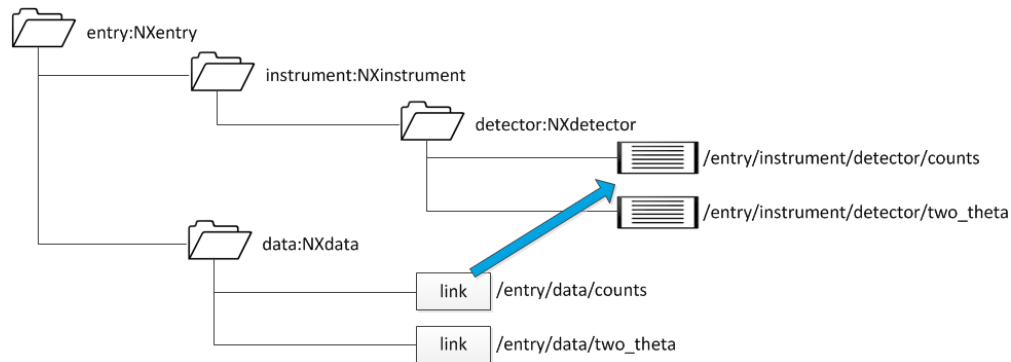 entry:NXentry
instrument:NXinstrument
detector:NXdetector
/entry/instrument/detector/counts
/entry/instrument/detector/two_theta
data:NXdata
link /entry/data/counts
link /entry/data/two_theta